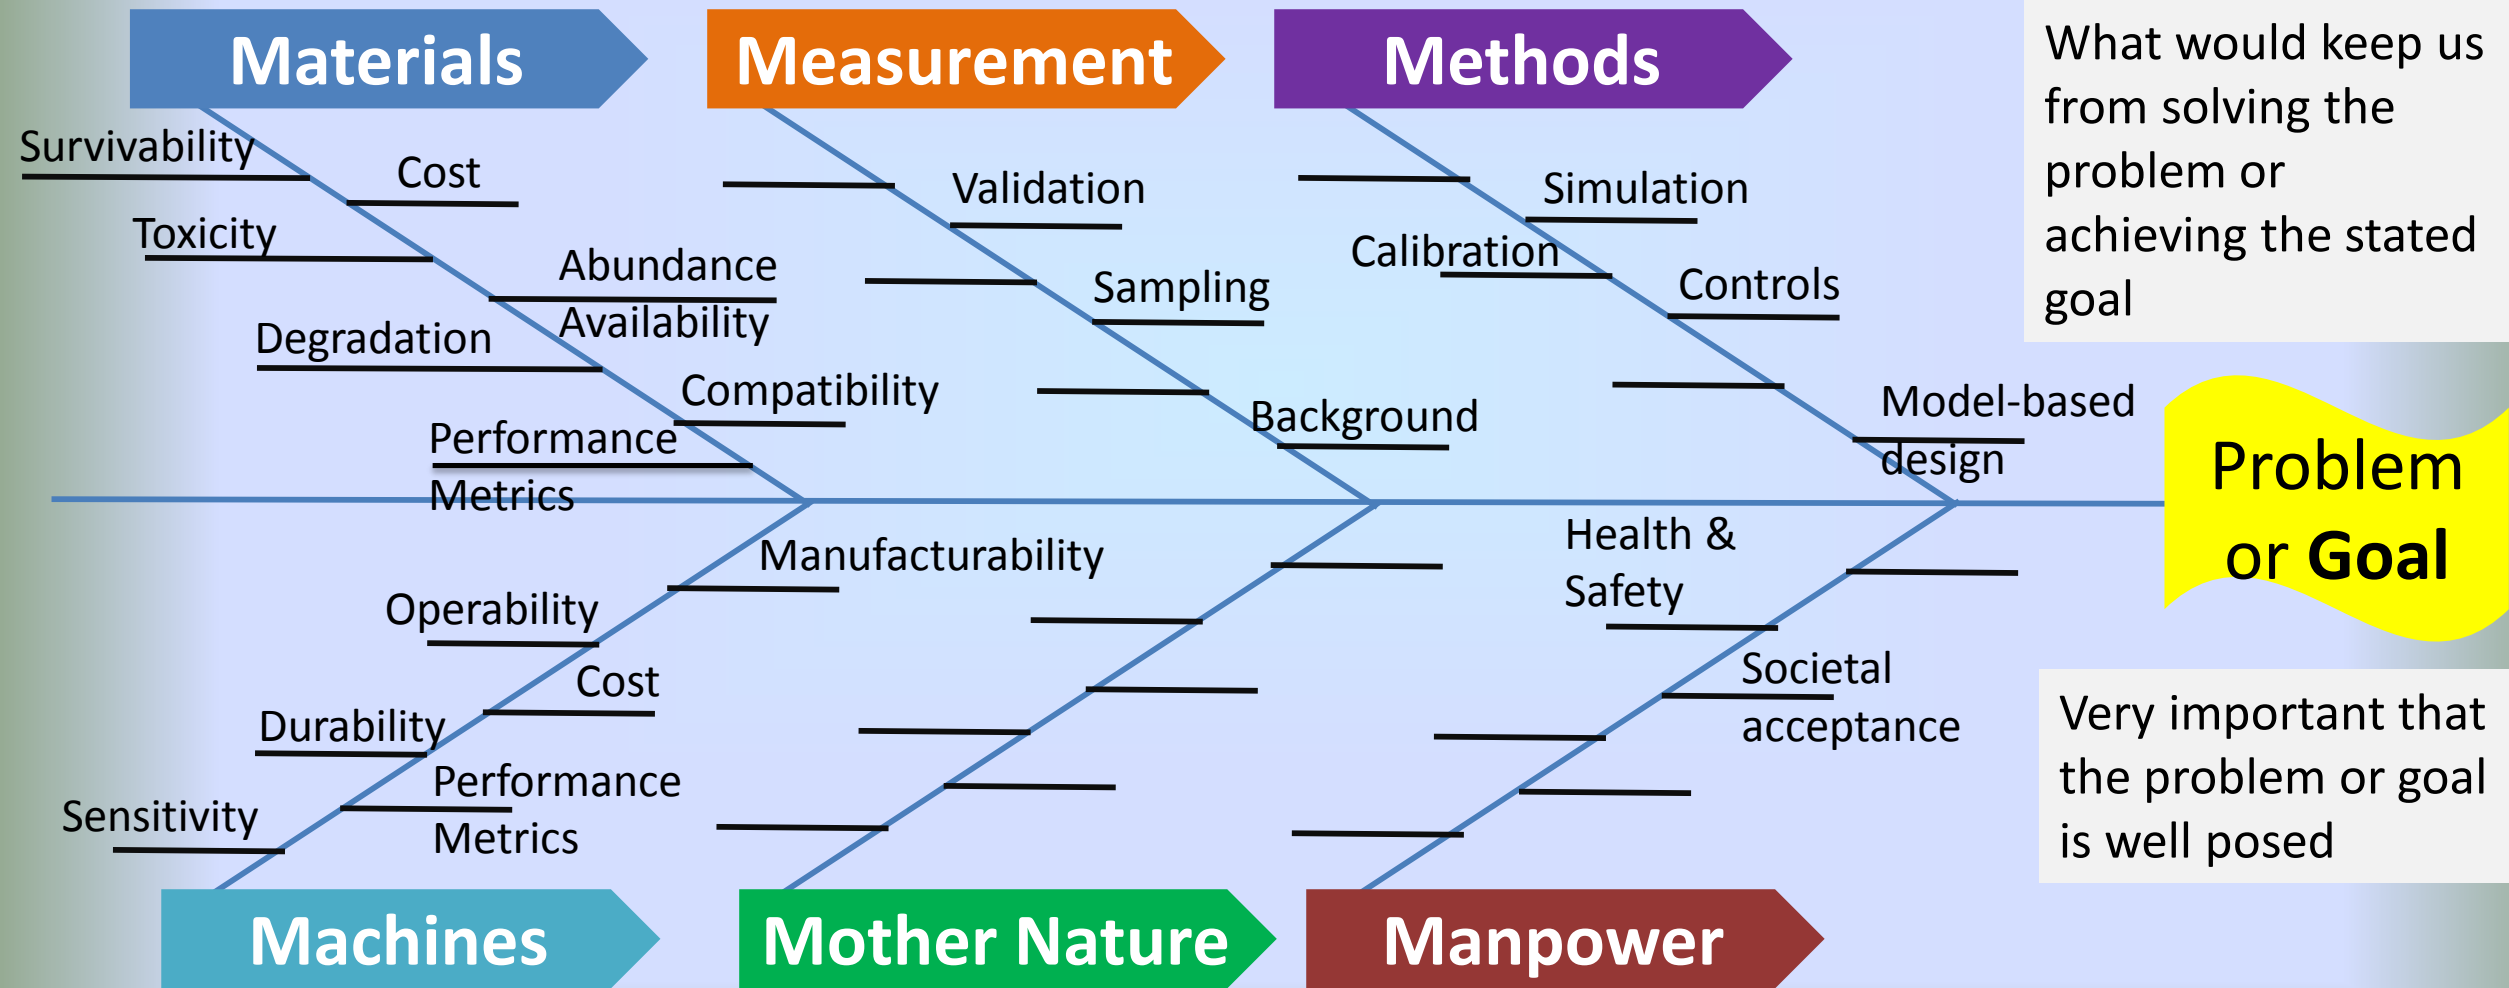 Materials
Measurement
Methods
What would keep us
from solving the
problem or
achieving the stated
goal
Survivability
Cost
Toxicity
Abundance
Availability
Degradation
Compatibility
Performance
Metrics
Validation
Sampling
Background
Simulation
Calibration
Controls
Model-based
design
Problem
or Goal
Manufacturability
Operability
Cost
Durability
Performance
Metrics
Sensitivity
Health &
Safety
Societal
acceptance
Very important that
the problem or goal
is well posed
Machines
Mother Nature
Manpower